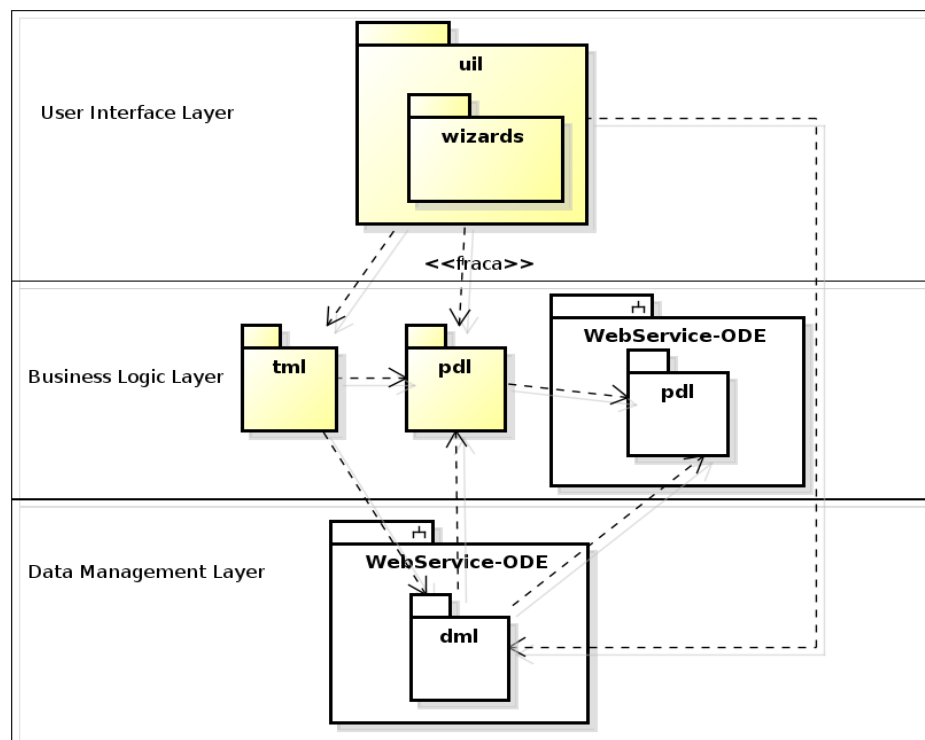 uil
User Interface Layer
wizards
<<fraca>>
WebService-ODE
tml
pdl
Business Logic Layer
pdl
WebService-ODE
Data Management Layer
dml